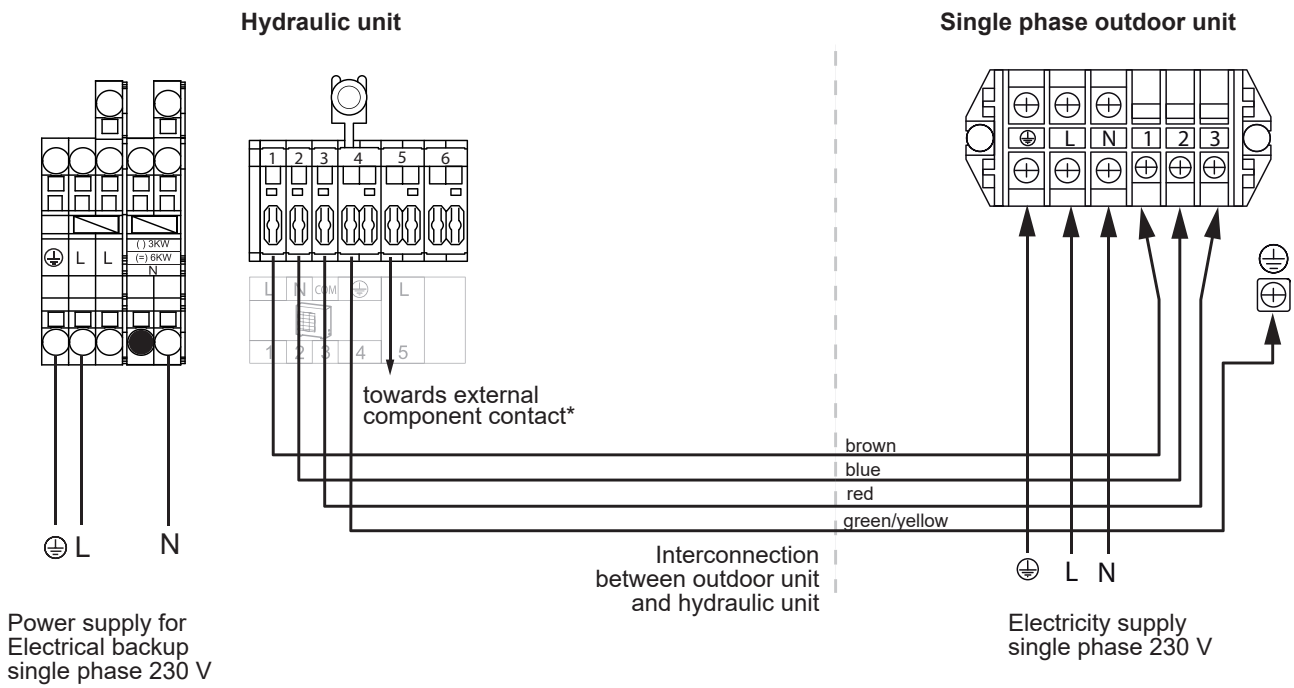 Hydraulic unit
Single phase outdoor unit
1 2 3 4 5 6
L N 1 2 3
L L
( ) 3KW
(=) 6KW
N
L N COM L
1 2 3 4 5
towards external
component contact*
brown
blue
red
green/yellow
L N
Interconnection
between outdoor unit
and hydraulic unit
L N
Power supply for
Electrical backup
single phase 230 V
Electricity supply
single phase 230 V